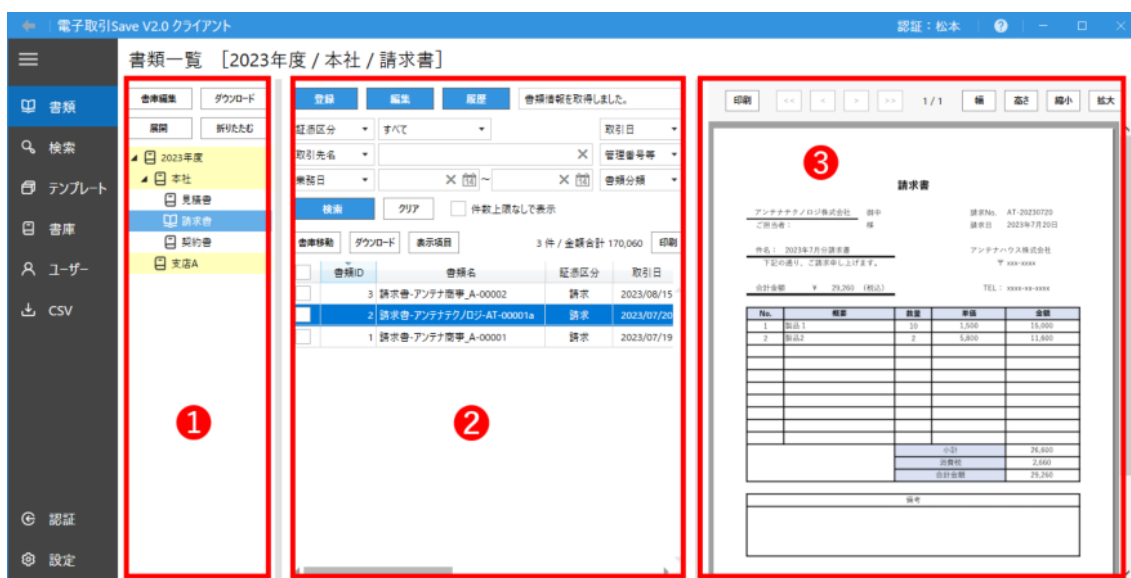 電子取引Save V2.0 クライアント
認証：松本
書類一覧 ［2023年度 / 本社 / 請求書］
書類
検索
テンプレート
書庫
ユーザー
CSV
認証
設定
書庫編集 ダウンロード
展開 折りたたむ
2023年度
本社
見積書
請求書
契約書
支店A
1
登録 編集 履歴 書類情報を取得しました。
証憑区分 すべて 取引日
取引先名 管理番号等
業務日 14 ～ 14 書類分類
検索 クリア 件数上限なしで表示
書庫移動 ダウンロード 表示項目 3 件 / 金額合計 170,060 印刷
書類ID 書類名 証憑区分 取引日
3 請求書-アンテナ商事_A-00002 請求 2023/08/15
2 請求書-アンテナテクノロジ-AT-00001a 請求 2023/07/20
1 請求書-アンテナ商事_A-00001 請求 2023/07/19
2
印刷 << < > >> 1 / 1 幅 高さ 縮小 拡大
3
請求書
アンテナテクノロジ株式会社 御中 請求No. AT-20230720
ご担当者： 様 請求日 2023年7月20日
件名： 2023年7月分請求書 アンテナハウス株式会社
下記の通り、ご請求申し上げます。 〒 xxx-xxxx
合計金額 ￥ 29,260 (税込) TEL： xxxx-xx-xxxx
No. 概要 数量 単価 金額
1 製品１ 10 1,500 15,000
2 製品2 2 5,800 11,600
小計 26,600
消費税 2,660
合計金額 29,260
備考